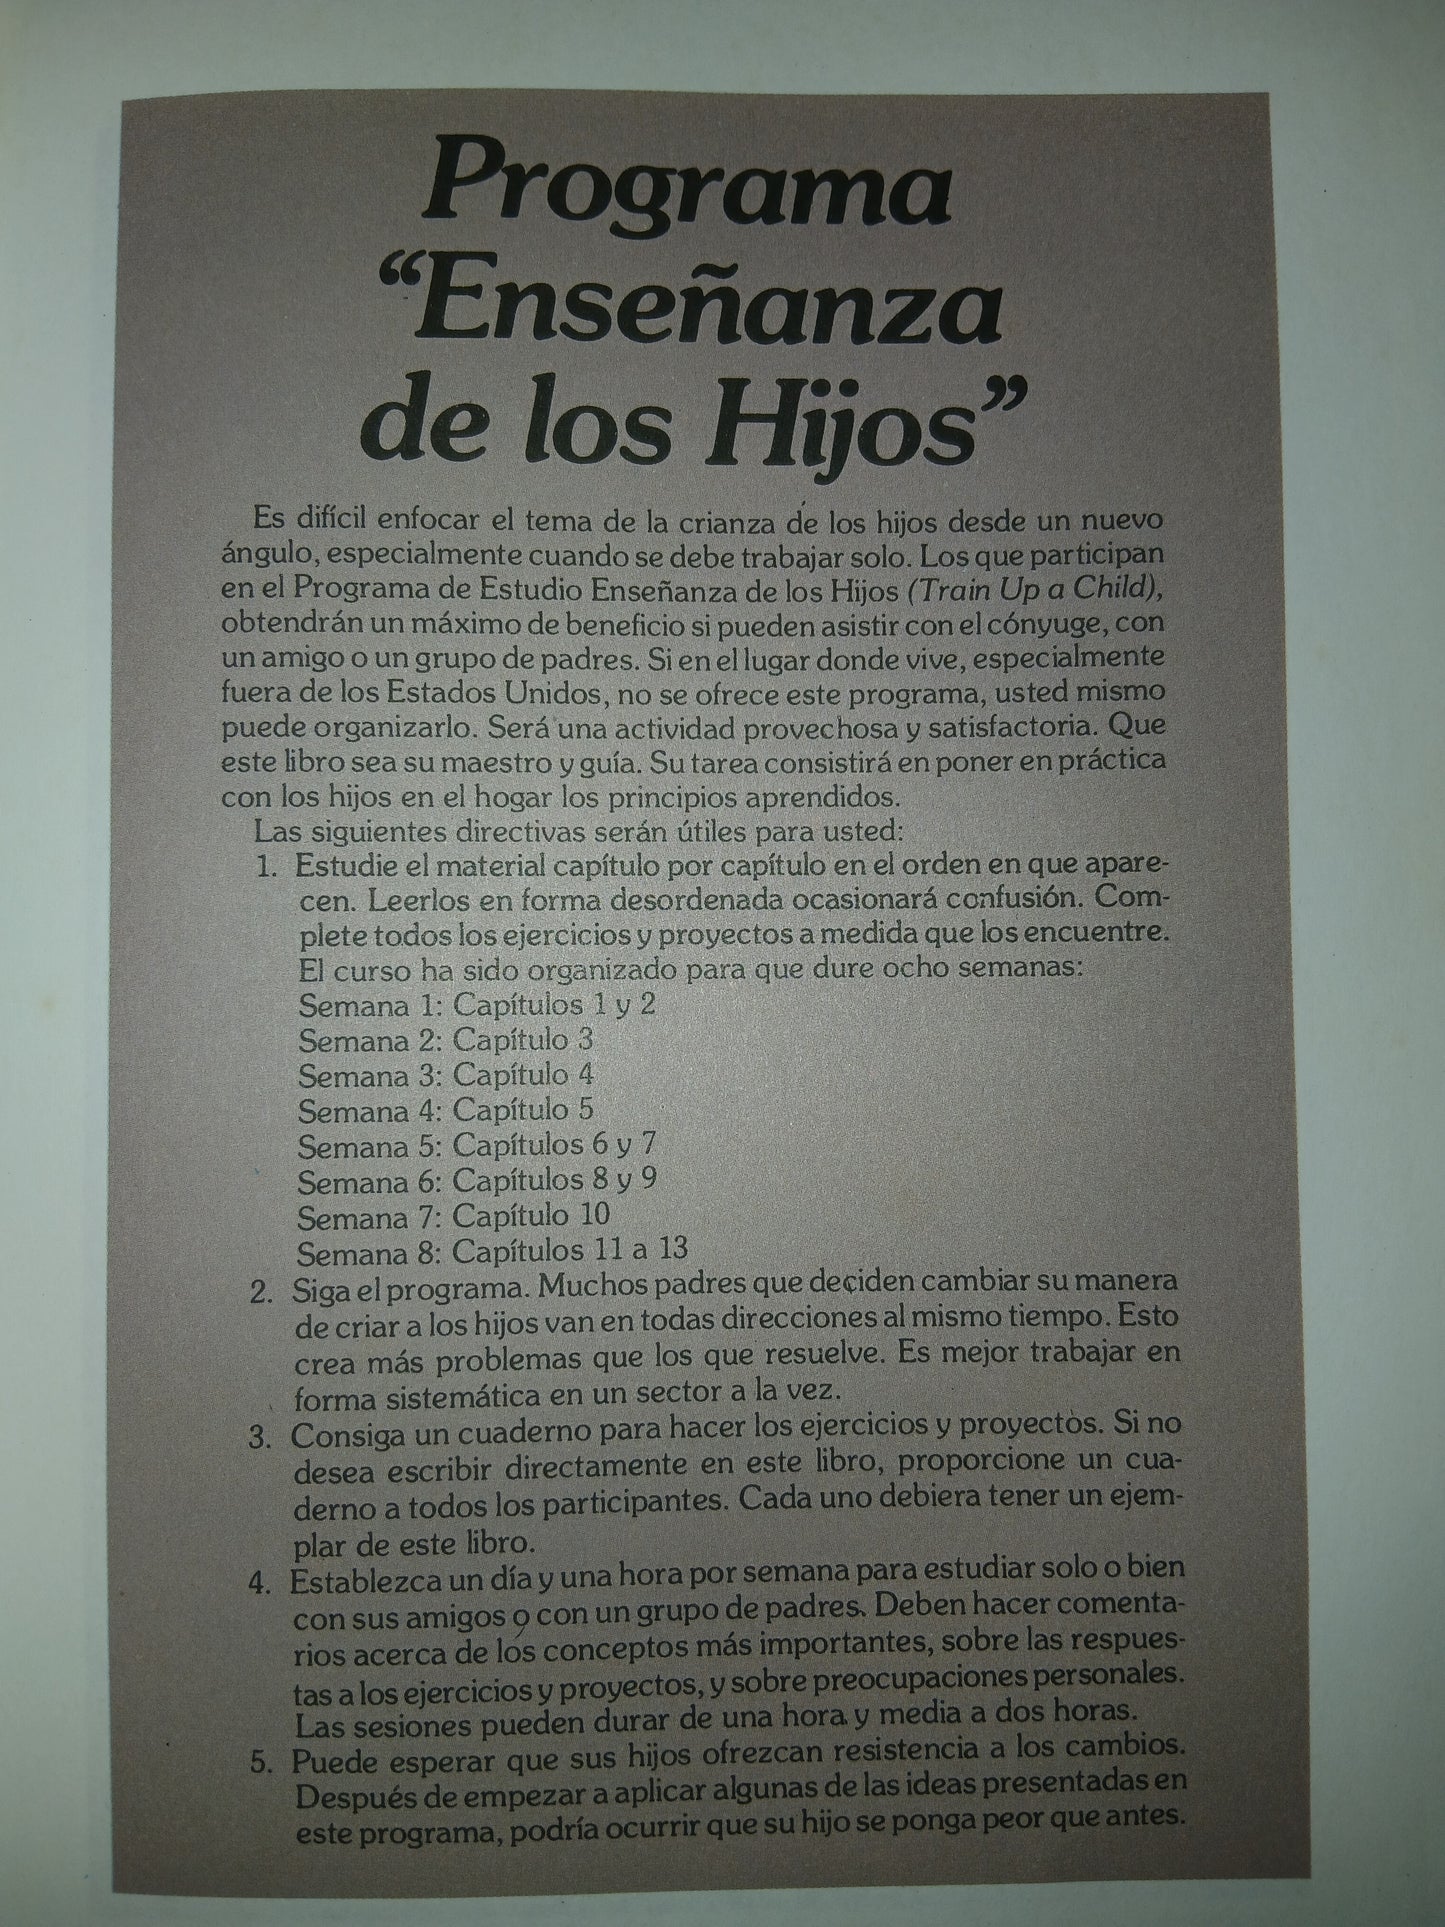 Programa
“Enseñanza
de los Hijos”
Es difícil enfocar el tema de la crianza de los hijos desde un nuevo
ángulo, especialmente cuando se debe trabajar solo. Los que participan
en el Programa de Estudio Enseñanza de los Hijos (Train Up a Child),
obtendrán un máximo de beneficio si pueden asistir con el cónyuge, con
un amigo o un grupo de padres. Si en el lugar donde vive, especialmente
fuera de los Estados Unidos, no se ofrece este programa, usted mismo
puede organizarlo. Será una actividad provechosa y satisfactoria. Que
este libro sea su maestro y guía. Su tarea consistirá en poner en práctica
con los hijos en el hogar los principios aprendidos.
Las siguientes directivas serán útiles para usted:
1. Estudie el material capítulo por capítulo en el orden en que apare-
cen. Leerlos en forma desordenada ocasionará confusión. Com-
plete todos los ejercicios y proyectos a medida que los encuentre.
El curso ha sido organizado para que dure ocho semanas:
Semana 1: Capítulos 1 y 2
Semana 2: Capítulo 3
Semana 3: Capítulo 4
Semana 4: Capítulo 5
Semana 5: Capítulos 6 y 7
Semana 6: Capítulos 8 y 9
Semana 7: Capítulo 10
Semana 8: Capítulos 11 a 13
2. Siga el programa. Muchos padres que deciden cambiar su manera
de criar a los hijos van en todas direcciones al mismo tiempo. Esto
crea más problemas que los que resuelve. Es mejor trabajar en
forma sistemática en un sector a la vez.
3. Consiga un cuaderno para hacer los ejercicios y proyectos. Si no
desea escribir directamente en este libro, proporcione un cua-
derno a todos los participantes. Cada uno debiera tener un ejem-
plar de este libro.
4. Establezca un día y una hora por semana para estudiar solo o bien
con sus amigos o con un grupo de padres. Deben hacer comenta-
rios acerca de los conceptos más importantes, sobre las respues-
tas a los ejercicios y proyectos, y sobre preocupaciones personales.
Las sesiones pueden durar de una hora y media a dos horas.
5. Puede esperar que sus hijos ofrezcan resistencia a los cambios.
Después de empezar a aplicar algunas de las ideas presentadas en
este programa, podría ocurrir que su hijo se ponga peor que antes.